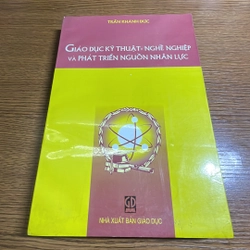 TRẦN KHÁNH ĐỨC
GIÁO DỤC KỸ THUẬT - NGHỀ NGHIỆP
VÀ PHÁT TRIỂN NGUỒN NHÂN LỰC
GD
NHÀ XUẤT BẢN GIÁO DỤC